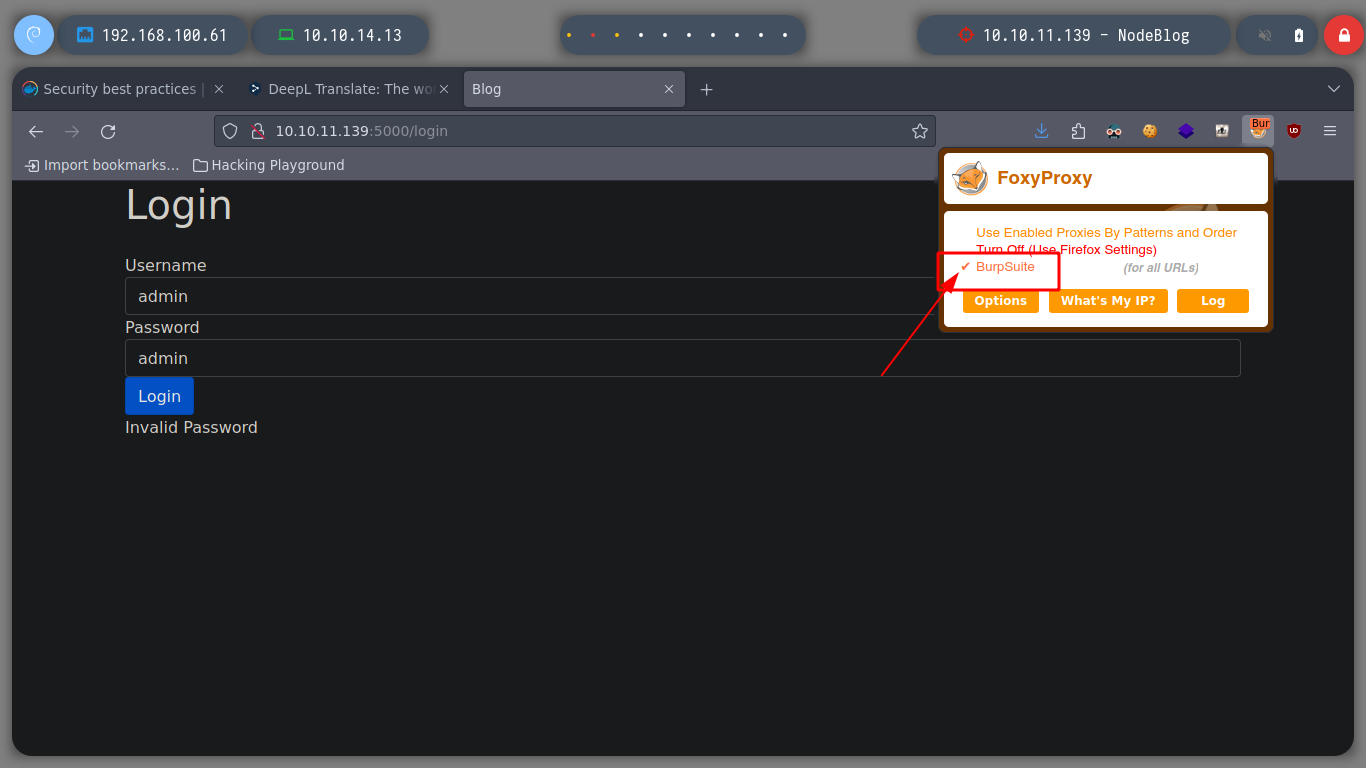 192.168.100.61
10.10.14.13
10.10.11.139 - NodeBlog
Security best practices |
DeepL Translate: The wo
Blog
10.10.11.139:5000/login
Bur
Import bookmarks...
Hacking Playground
Login
Username
admin
Password
admin
Login
Invalid Password
FoxyProxy
Use Enabled Proxies By Patterns and Order
Turn Off (Use Firefox Settings)
✔ BurpSuite (for all URLs)
Options What's My IP? Log